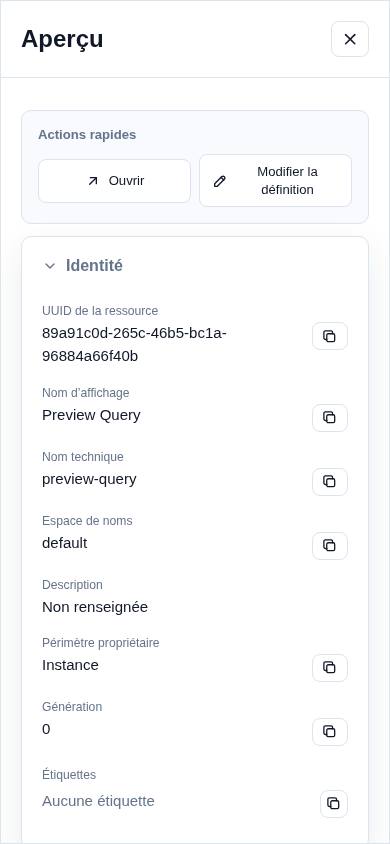 Aperçu
Actions rapides
Ouvrir
Modifier la
définition
Identité
UUID de la ressource
89a91c0d-265c-46b5-bc1a-
96884a66f40b
Nom d’affichage
Preview Query
Nom technique
preview-query
Espace de noms
default
Description
Non renseignée
Périmètre propriétaire
Instance
Génération
0
Étiquettes
Aucune étiquette